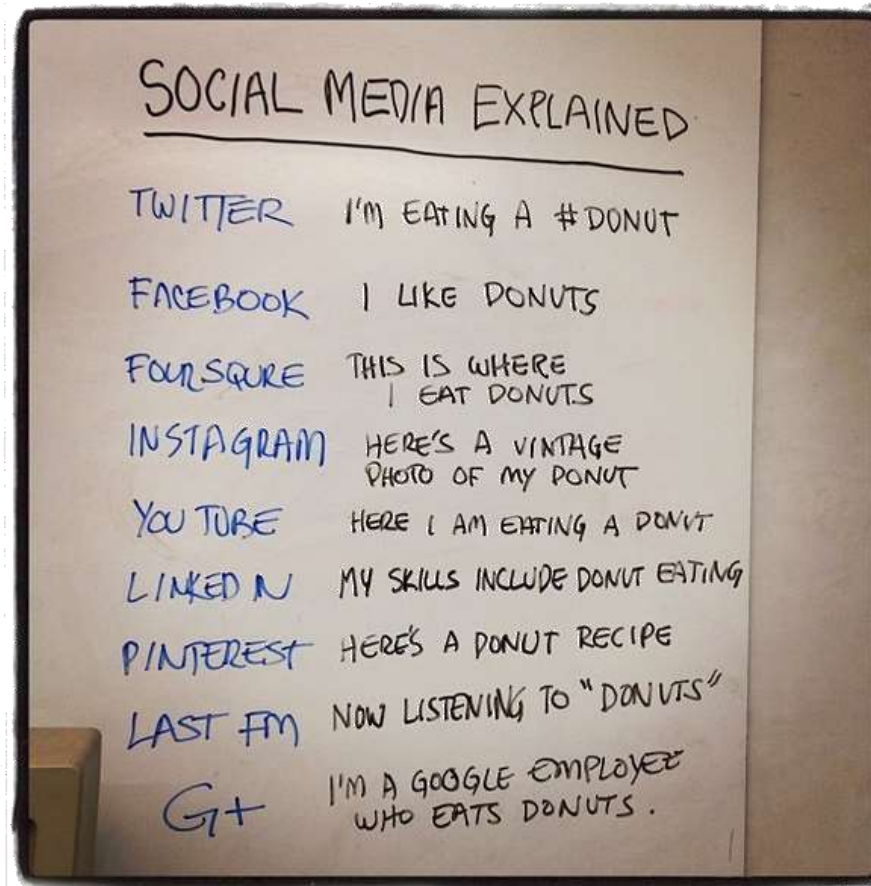 SOCIAL MEDIA EXPLAINED
TWITTER I'M EATING A #DONUT
FACEBOOK I LIKE DONUTS
FOURSQURE THIS IS WHERE
I EAT DONUTS
INSTAGRAM HERE'S A VINTAGE
PHOTO OF MY DONUT
YOU TUBE HERE I AM EATING A DONUT
LINKED IN MY SKILLS INCLUDE DONUT EATING
PINTEREST HERE'S A DONUT RECIPE
LAST FM NOW LISTENING TO "DONUTS"
G+ I'M A GOOGLE EMPLOYEE
WHO EATS DONUTS.